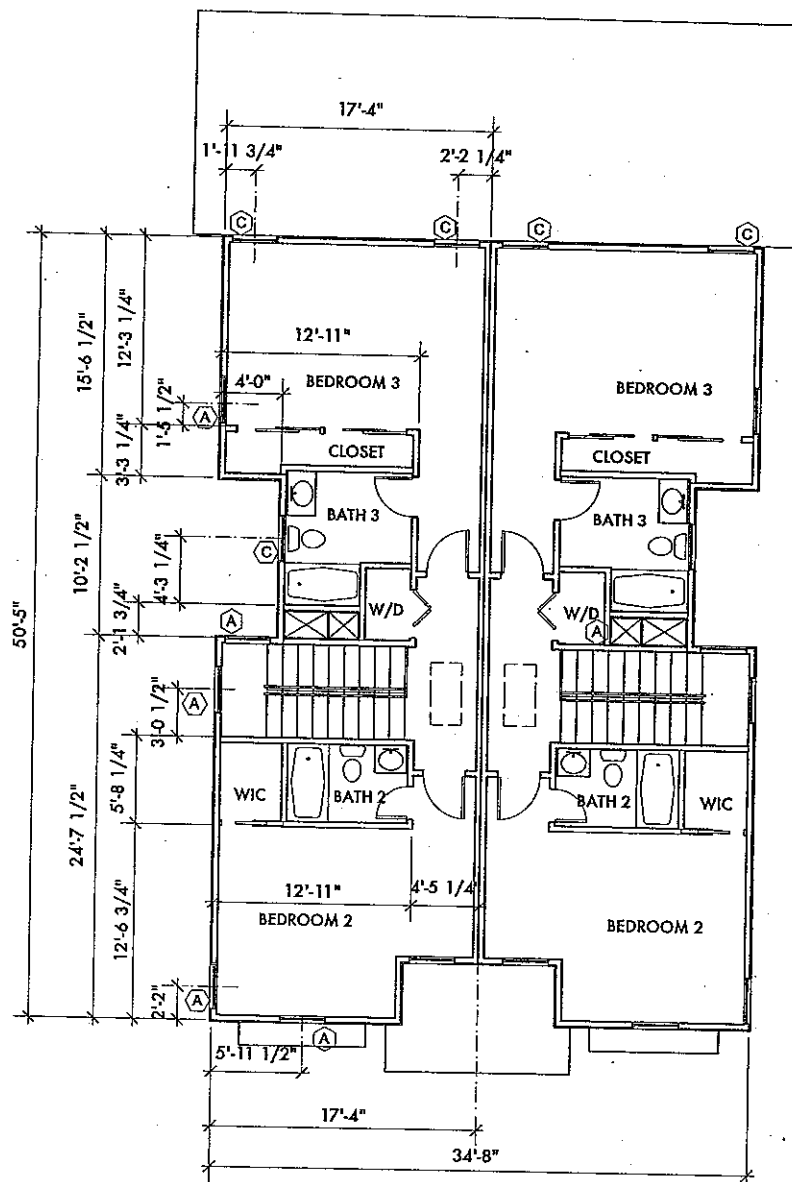 17'-4"
1'-11 3/4"
2'-2 1/4"
C
C
C
C
12'-3 1/4"
15'-6 1/2"
12'-11"
BEDROOM 3
BEDROOM 3
4'-0"
1'-5 1/2"
A
3'-3 1/4"
CLOSET
CLOSET
BATH 3
BATH 3
C
4'-3 1/4"
10'-2 1/2"
2'-1 3/4"
W/D
W/D
A
A
50'-5"
A
3'-0 1/2"
5'-8 1/4"
WIC
BATH 2
BATH 2
WIC
24'-7 1/2"
12'-11"
4'-5 1/4"
BEDROOM 2
BEDROOM 2
12'-6 3/4"
2'-2"
A
A
5'-11 1/2"
17'-4"
34'-8"